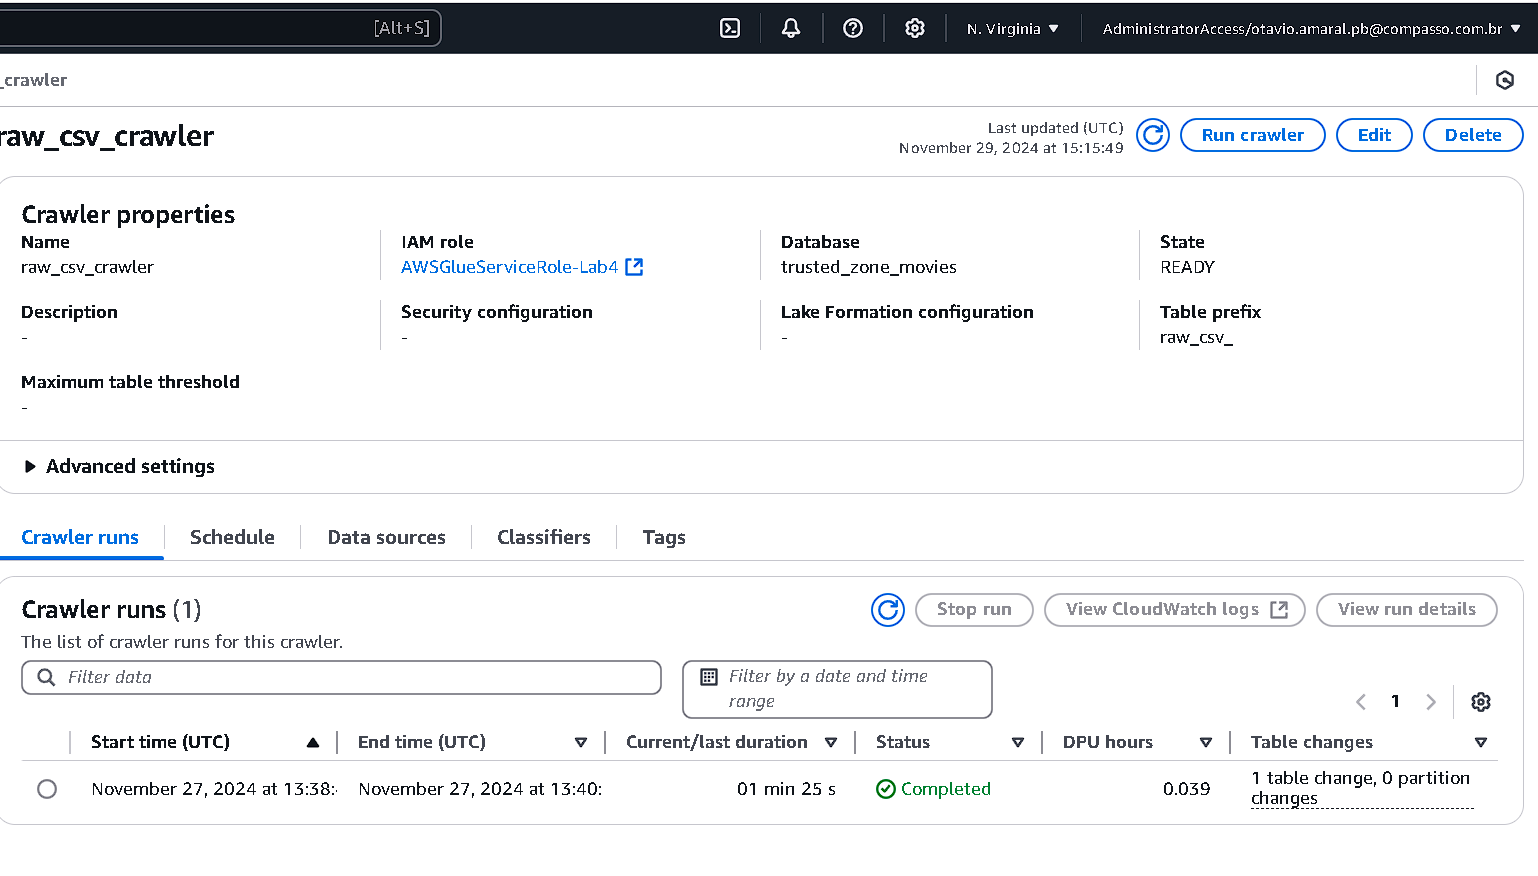 [Alt+S] N. Virginia AdministratorAccess/otavio.amaral.pb@compasso.com.br
_crawler
raw_csv_crawler
Last updated (UTC)
November 29, 2024 at 15:15:49
Run crawler Edit Delete
Crawler properties
Name IAM role Database State
raw_csv_crawler AWSGlueServiceRole-Lab4 trusted_zone_movies READY
Description Security configuration Lake Formation configuration Table prefix
- - - raw_csv_
Maximum table threshold
-
Advanced settings
Crawler runs Schedule Data sources Classifiers Tags
Crawler runs (1) Stop run View CloudWatch logs View run details
The list of crawler runs for this crawler.
Filter data
Filter by a date and time
range
1
Start time (UTC) End time (UTC) Current/last duration Status DPU hours Table changes
November 27, 2024 at 13:38: November 27, 2024 at 13:40: 01 min 25 s Completed 0.039 1 table change, 0 partition
changes